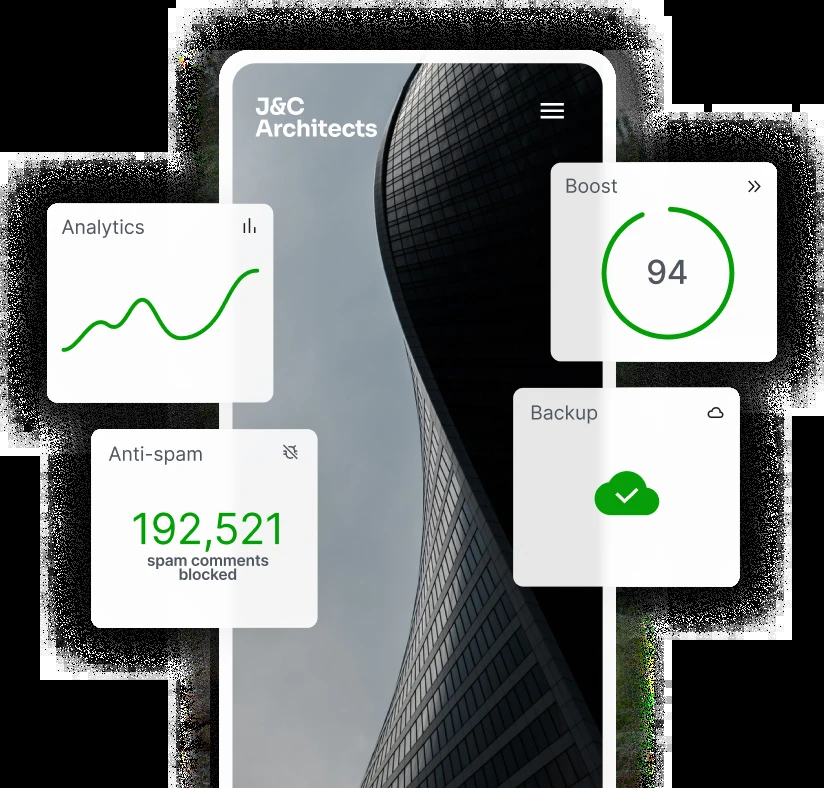 J&C
Architects
Boost
94
Analytics
Backup
Anti-spam
192,521
spam comments
blocked